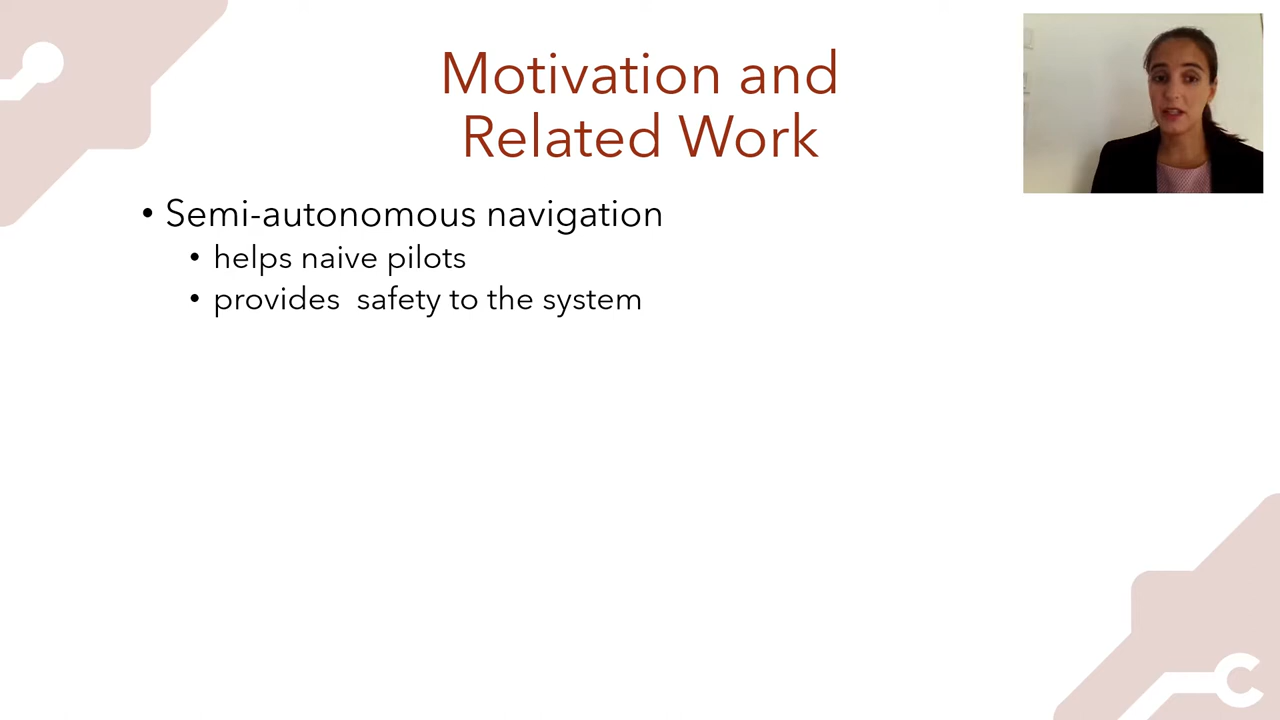 Motivation and
Related Work
• Semi-autonomous navigation
• helps naive pilots
• provides  safety to the system